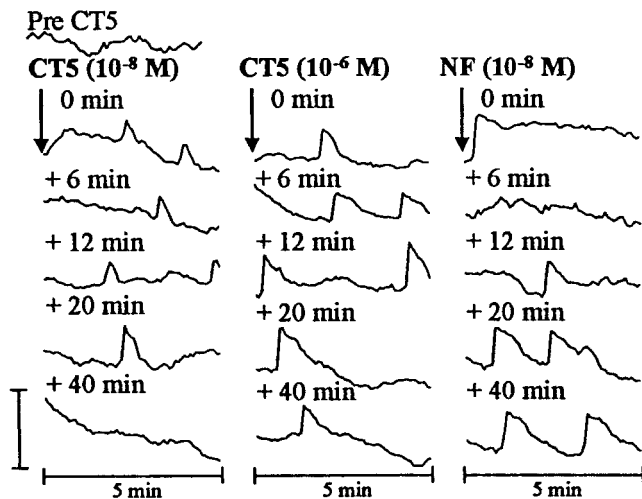 Pre CT5
CT5 (10⁻⁸ M) CT5 (10⁻⁶ M) NF (10⁻⁸ M)
0 min 0 min 0 min
+ 6 min + 6 min + 6 min
+ 12 min + 12 min + 12 min
+ 20 min + 20 min + 20 min
+ 40 min + 40 min + 40 min
5 min 5 min 5 min